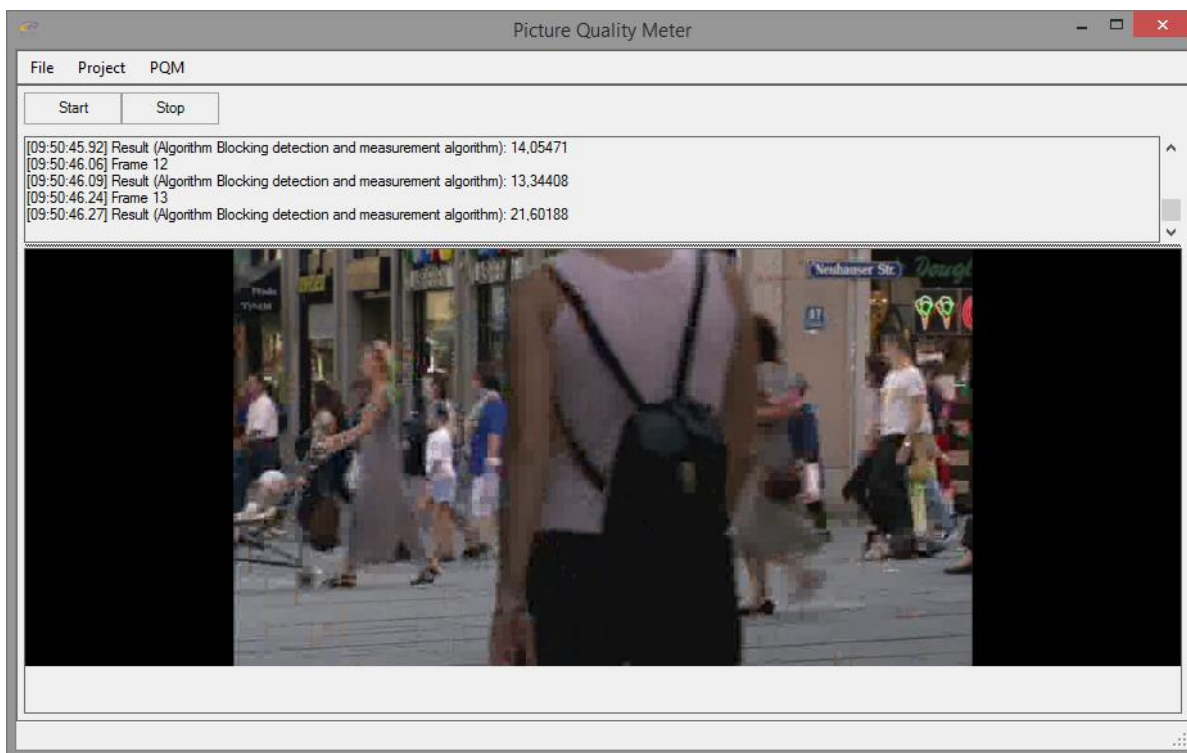 Picture Quality Meter
File Project PQM
Start Stop
[09:50:45.92] Result (Algorithm Blocking detection and measurement algorithm): 14,05471
[09:50:46.06] Frame 12
[09:50:46.09] Result (Algorithm Blocking detection and measurement algorithm): 13,34408
[09:50:46.24] Frame 13
[09:50:46.27] Result (Algorithm Blocking detection and measurement algorithm): 21,60188
Neuhauser Str.